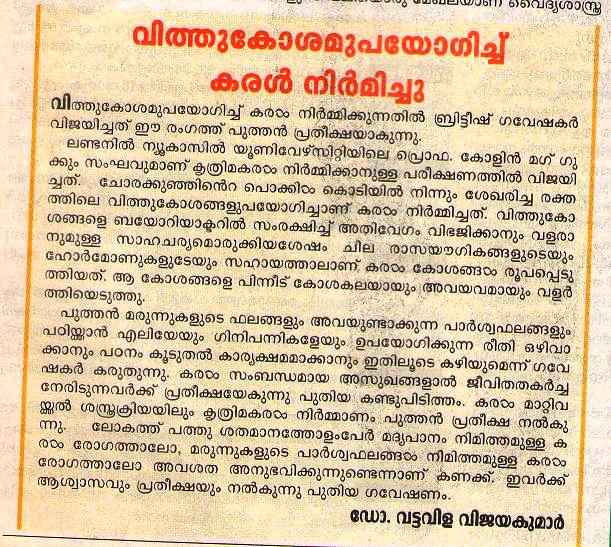 വിത്തുകോശമുപയോഗിച്ച്
കരൾ നിർമിച്ചു
വിത്തുകോശമുപയോഗിച്ച് കരൾ നിർമ്മിക്കുന്നതിൽ ബ്രിട്ടീഷ് ഗവേഷകർ
വിജയിച്ചത് ഈ രംഗത്ത് പുത്തൻ പ്രതീക്ഷയാകുന്നു.
ലണ്ടനിൽ ന്യൂകാസിൽ യൂണിവേഴ്സിറ്റിയിലെ പ്രൊഫ. കോളിൻ മഗ് ഗു
ക്കും സംഘവുമാണ് കൃത്രിമകരൾ നിർമ്മിക്കാനുള്ള പരീക്ഷണത്തിൽ വിജയി
ച്ചത്. ചോരക്കുഞ്ഞിൻെറ പൊക്കിൾ കൊടിയിൽ നിന്നും ശേഖരിച്ച രക്ത
ത്തിലെ വിത്തുകോശങ്ങളുപയോഗിച്ചാണ് കരൾ നിർമ്മിച്ചത്. വിത്തുകോ
ശങ്ങളെ ബയോറിയാക്ടറിൽ സംരക്ഷിച്ച് അതിവേഗം വിഭജിക്കാനും വളരാ
നുമുള്ള സാഹചര്യമൊരുക്കിയശേഷം ചില രാസയൗഗികങ്ങളുടെയും
ഹോർമോണുകളുടേയും സഹായത്താലാണ് കരൾ കോശങ്ങൾ രൂപപ്പെടു
ത്തിയത്. ആ കോശങ്ങളെ പിന്നീട് കോശകലയായും അവയവമായും വളർ
ത്തിയെടുത്തു.
പുത്തൻ മരുന്നുകളുടെ ഫലങ്ങളും അവയുണ്ടാക്കുന്ന പാർശ്വഫലങ്ങളും
പഠിയ്ക്കാൻ എലിയേയും ഗിനിപന്നികളേയും ഉപയോഗിക്കുന്ന രീതി ഒഴിവാ
ക്കാനും പഠനം കൂടുതൽ കാര്യക്ഷമമാക്കാനും ഇതിലൂടെ കഴിയുമെന്ന് ഗവേ
ഷകർ കരുതുന്നു. കരൾ സംബന്ധമായ അസുഖങ്ങളാൽ ജീവിതതകർച്ച
നേരിടുന്നവർക്ക് പ്രതീക്ഷയേകുന്നു പുതിയ കണ്ടുപിടിത്തം. കരൾ മാറ്റിവ
യ്ക്കൽ ശസ്ത്രക്രിയയിലും കൃത്രിമകരൾ നിർമ്മാണം പുത്തൻ പ്രതീക്ഷ നൽകു
ന്നു. ലോകത്ത് പത്തു ശതമാനത്തോളംപേർ മദ്യപാനം നിമിത്തമുള്ള ക
രൾ രോഗത്താലോ, മരുന്നുകളുടെ പാർശ്വഫലങ്ങൾ നിമിത്തമുള്ള കരൾ
രോഗത്താലോ അവശത അനുഭവിക്കുന്നുണ്ടെന്നാണ് കണക്ക്. ഇവർക്ക്
ആശ്വാസവും പ്രതീക്ഷയും നൽകുന്നു പുതിയ ഗവേഷണം.
ഡോ. വട്ടവിള വിജയകുമാർ